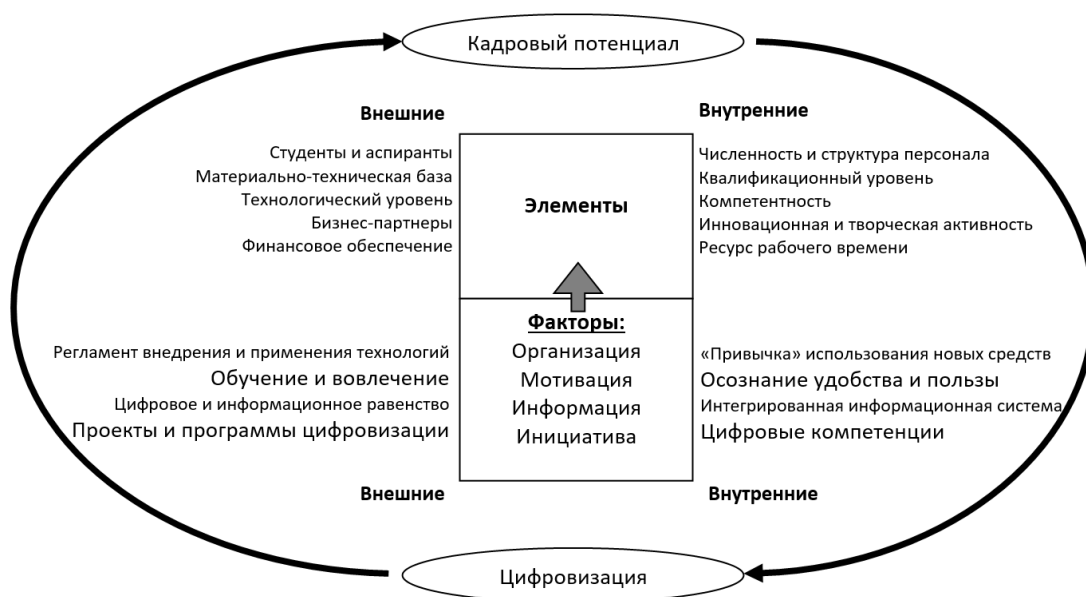 Кадровый потенциал
Внешние
Внутренние
Студенты и аспиранты
Материально-техническая база
Технологический уровень
Бизнес-партнеры
Финансовое обеспечение
Элементы
Численность и структура персонала
Квалификационный уровень
Компетентность
Инновационная и творческая активность
Ресурс рабочего времени
Регламент внедрения и применения технологий
Обучение и вовлечение
Цифровое и информационное равенство
Проекты и программы цифровизации
Факторы:
Организация
Мотивация
Информация
Инициатива
«Привычка» использования новых средств
Осознание удобства и пользы
Интегрированная информационная система
Цифровые компетенции
Внешние
Внутренние
Цифровизация